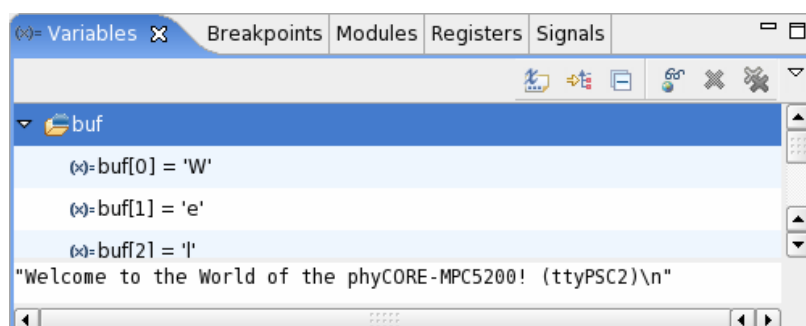 (x)= Variables Breakpoints Modules Registers Signals
buf
(x)= buf[0] = 'W'
(x)= buf[1] = 'e'
(x)= buf[2] = 'l'
"Welcome to the World of the phyCORE-MPC5200! (ttyPSC2)\n"